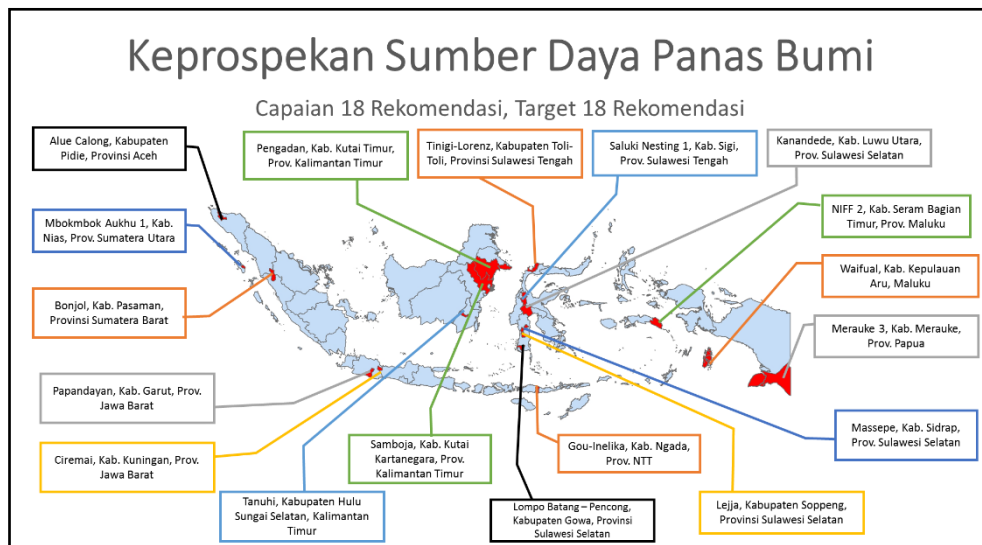 Keprospekan Sumber Daya Panas Bumi
Capaian 18 Rekomendasi, Target 18 Rekomendasi
Alue Calong, Kabupaten
Pidie, Provinsi Aceh
Pengadan, Kab. Kutai Timur,
Prov. Kalimantan Timur
Tinigi-Lorenz, Kabupaten Toli-
Toli, Provinsi Sulawesi Tengah
Saluki Nesting 1, Kab. Sigi,
Prov. Sulawesi Tengah
Kanandede, Kab. Luwu Utara,
Prov. Sulawesi Selatan
Mbokmbok Aukhu 1, Kab.
Nias, Prov. Sumatera Utara
NIFF 2, Kab. Seram Bagian
Timur, Prov. Maluku
Bonjol, Kab. Pasaman,
Provinsi Sumatera Barat
Waifual, Kab. Kepulauan
Aru, Maluku
Merauke 3, Kab. Merauke,
Prov. Papua
Papandayan, Kab. Garut, Prov.
Jawa Barat
Massepe, Kab. Sidrap,
Prov. Sulawesi Selatan
Ciremai, Kab. Kuningan, Prov.
Jawa Barat
Samboja, Kab. Kutai
Kartanegara, Prov.
Kalimantan Timur
Gou-Inelika, Kab. Ngada,
Prov. NTT
Tanuhi, Kabupaten Hulu
Sungai Selatan, Kalimantan
Timur
Lompo Batang – Pencong,
Kabupaten Gowa, Provinsi
Sulawesi Selatan
Lejja, Kabupaten Soppeng,
Provinsi Sulawesi Selatan